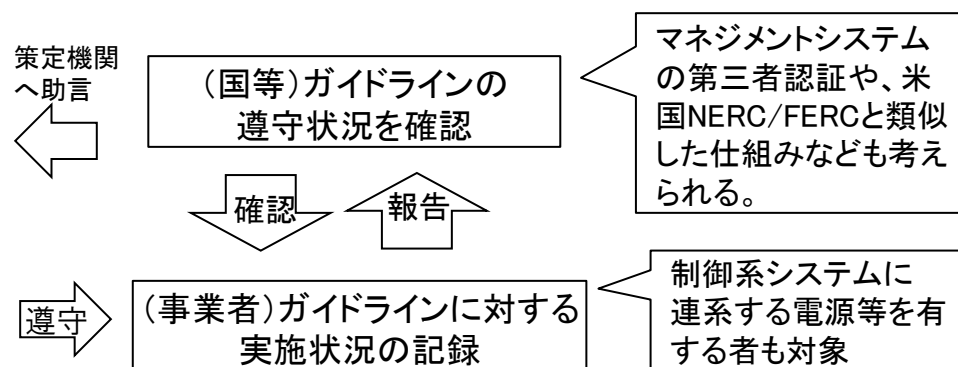 策定機関
へ助言
（国等）ガイドラインの
遵守状況を確認
マネジメントシステム
の第三者認証や、米
国NERC/FERCと類似
した仕組みなども考え
られる。
確認
報告
遵守
（事業者）ガイドラインに対する
実施状況の記録
制御系システムに
連系する電源等を有
する者も対象